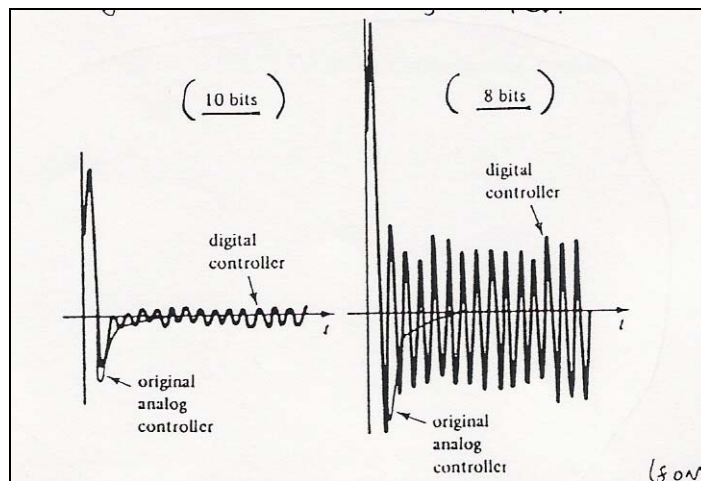 ( 10 bits )
( 8 bits )
digital
controller
t
original
analog
controller
digital
controller
t
original
analog
controller